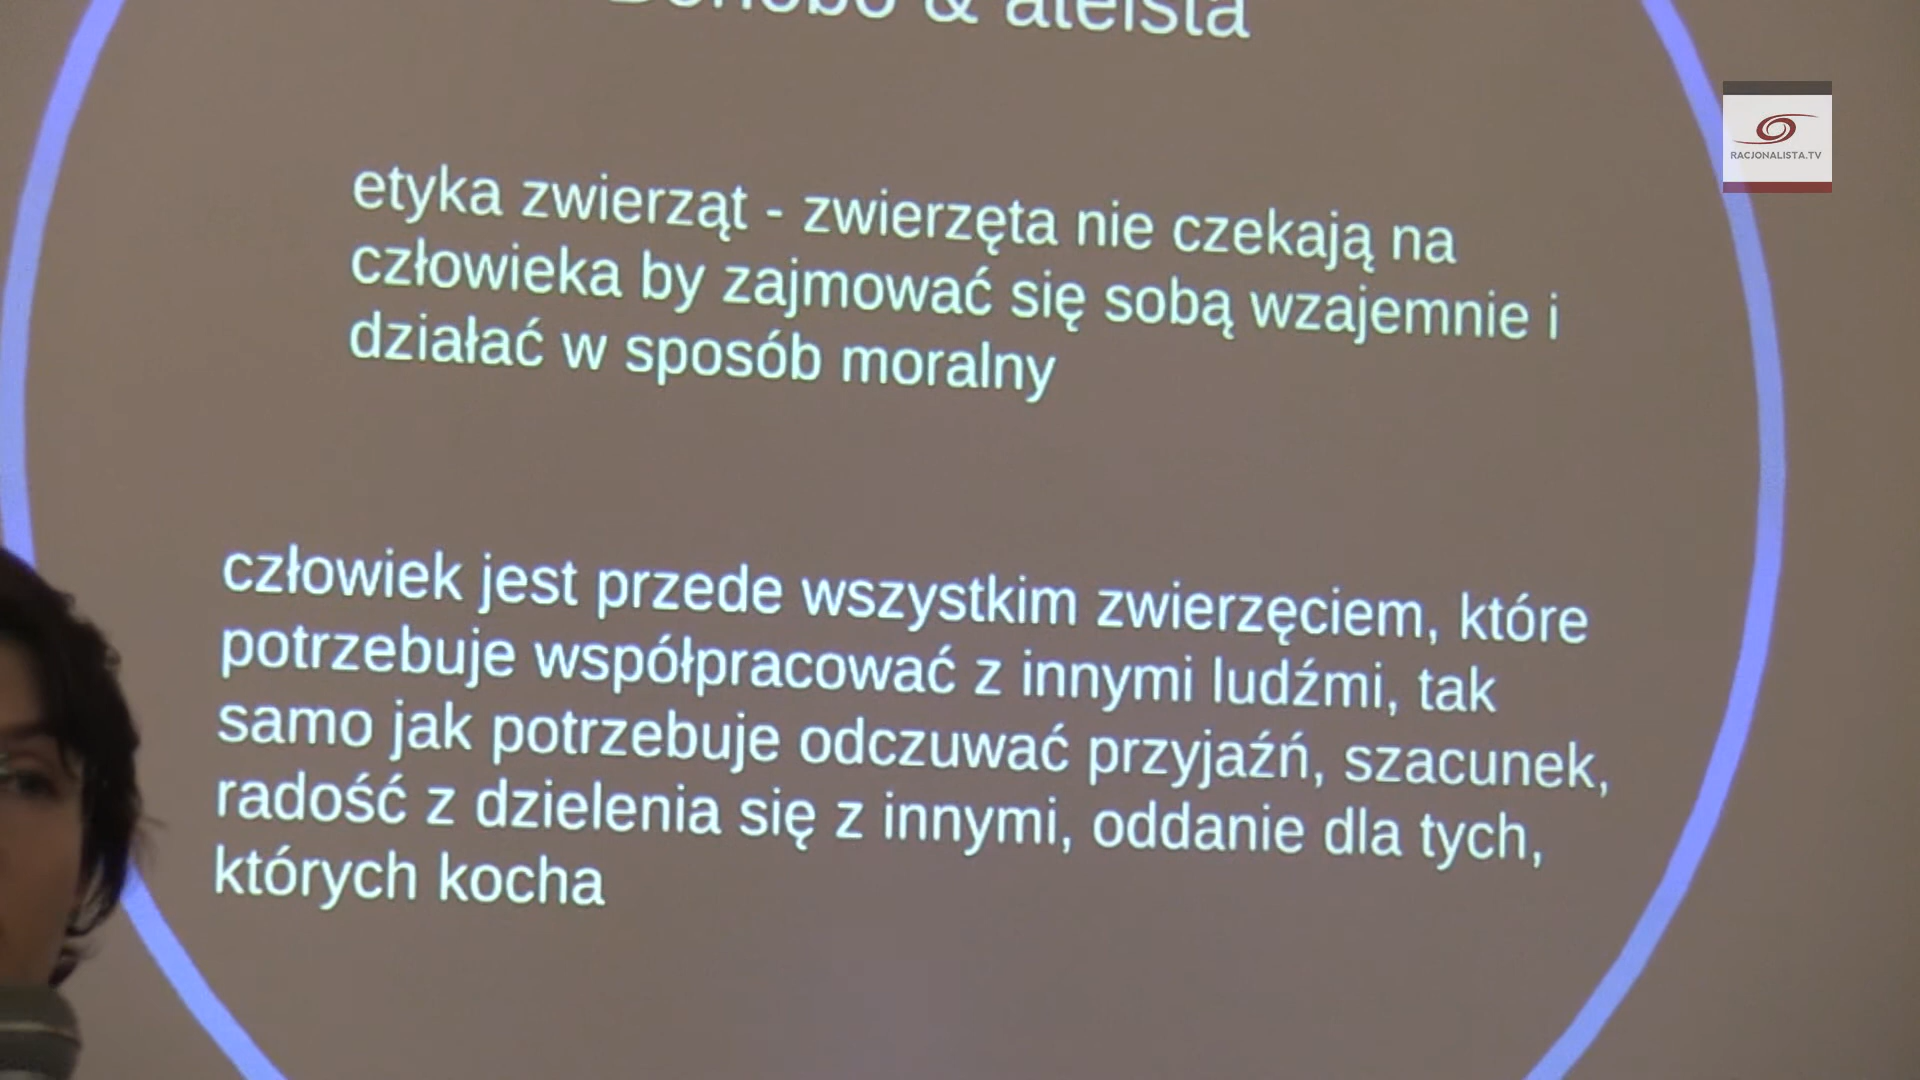 Bonobo & ateista
RACJONALISTA.TV
etyka zwierząt - zwierzęta nie czekają na
człowieka by zajmować się sobą wzajemnie i
działać w sposób moralny
człowiek jest przede wszystkim zwierzęciem, które
potrzebuje współpracować z innymi ludźmi, tak
samo jak potrzebuje odczuwać przyjaźń, szacunek,
radość z dzielenia się z innymi, oddanie dla tych,
których kocha